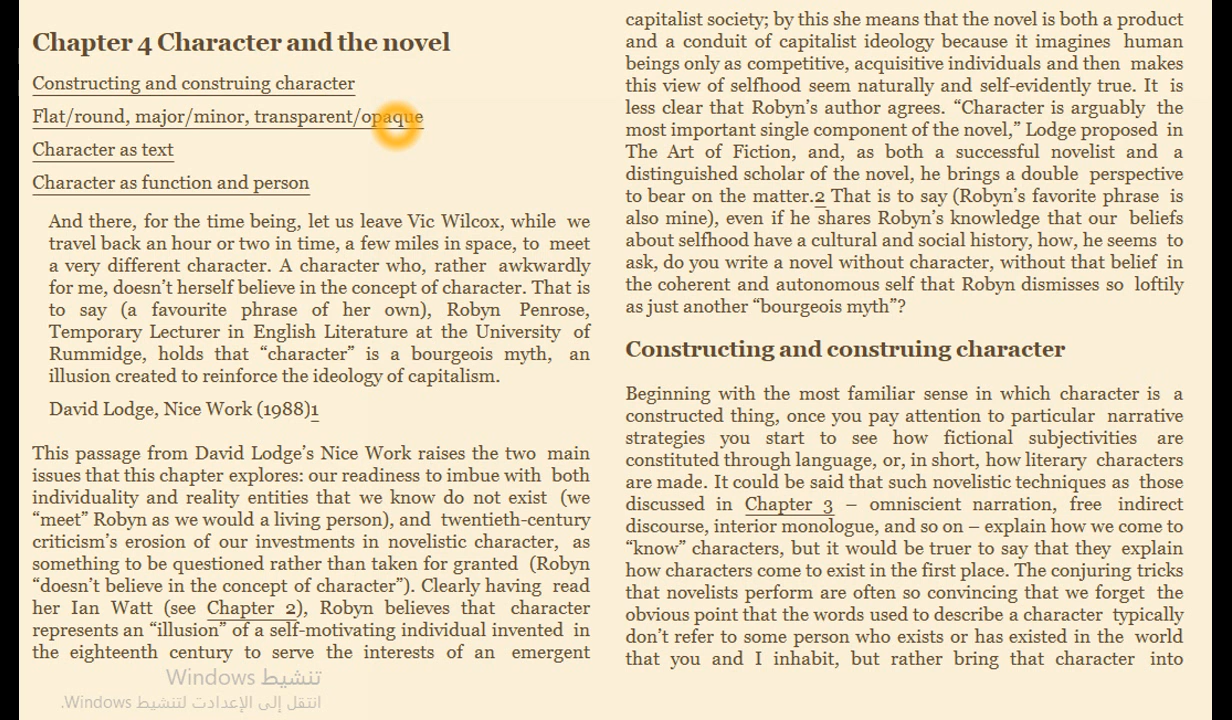 Chapter 4 Character and the novel
Constructing and construing character
Flat/round, major/minor, transparent/opaque
Character as text
Character as function and person
And there, for the time being, let us leave Vic Wilcox, while we
travel back an hour or two in time, a few miles in space, to meet
a very different character. A character who, rather awkwardly
for me, doesn’t herself believe in the concept of character. That is
to say (a favourite phrase of her own), Robyn Penrose,
Temporary Lecturer in English Literature at the University of
Rummidge, holds that “character” is a bourgeois myth, an
illusion created to reinforce the ideology of capitalism.
David Lodge, Nice Work (1988)1
This passage from David Lodge’s Nice Work raises the two main
issues that this chapter explores: our readiness to imbue with both
individuality and reality entities that we know do not exist (we
“meet” Robyn as we would a living person), and twentieth-century
criticism’s erosion of our investments in novelistic character, as
something to be questioned rather than taken for granted (Robyn
“doesn’t believe in the concept of character”). Clearly having read
her Ian Watt (see Chapter 2), Robyn believes that character
represents an “illusion” of a self-motivating individual invented in
the eighteenth century to serve the interests of an emergent
capitalist society; by this she means that the novel is both a product
and a conduit of capitalist ideology because it imagines human
beings only as competitive, acquisitive individuals and then makes
this view of selfhood seem naturally and self-evidently true. It is
less clear that Robyn’s author agrees. “Character is arguably the
most important single component of the novel,” Lodge proposed in
The Art of Fiction, and, as both a successful novelist and a
distinguished scholar of the novel, he brings a double perspective
to bear on the matter.2 That is to say (Robyn’s favorite phrase is
also mine), even if he shares Robyn’s knowledge that our beliefs
about selfhood have a cultural and social history, how, he seems to
ask, do you write a novel without character, without that belief in
the coherent and autonomous self that Robyn dismisses so loftily
as just another “bourgeois myth”?
Constructing and construing character
Beginning with the most familiar sense in which character is a
constructed thing, once you pay attention to particular narrative
strategies you start to see how fictional subjectivities are
constituted through language, or, in short, how literary characters
are made. It could be said that such novelistic techniques as those
discussed in Chapter 3 – omniscient narration, free indirect
discourse, interior monologue, and so on – explain how we come to
“know” characters, but it would be truer to say that they explain
how characters come to exist in the first place. The conjuring tricks
that novelists perform are often so convincing that we forget the
obvious point that the words used to describe a character typically
don’t refer to some person who exists or has existed in the world
that you and I inhabit, but rather bring that character into
تنشيط Windows
انتقل إلى الإعدادت لتنشيط Windows.